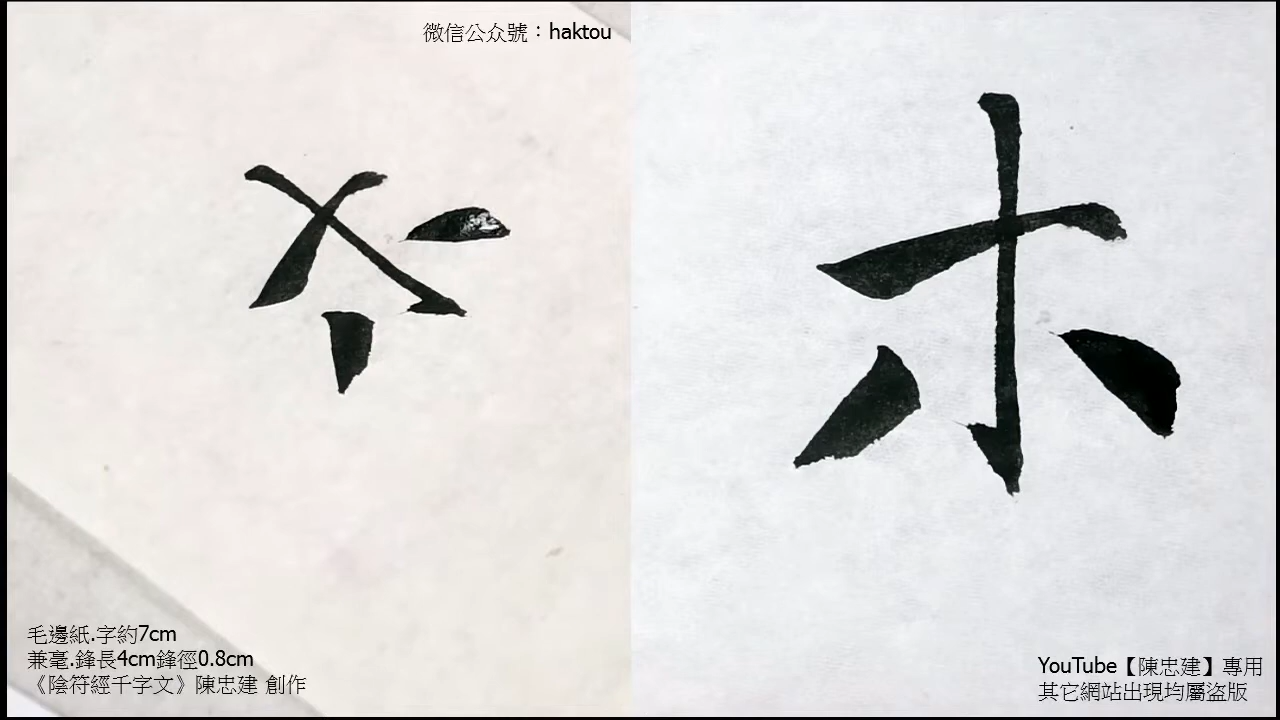 微信公众號：haktou
木
木
毛邊紙.字約7cm
兼毫.鋒長4cm鋒徑0.8cm
《陰符經千字文》陳忠建 創作
YouTube【陳忠建】專用
其它網站出現均屬盜版